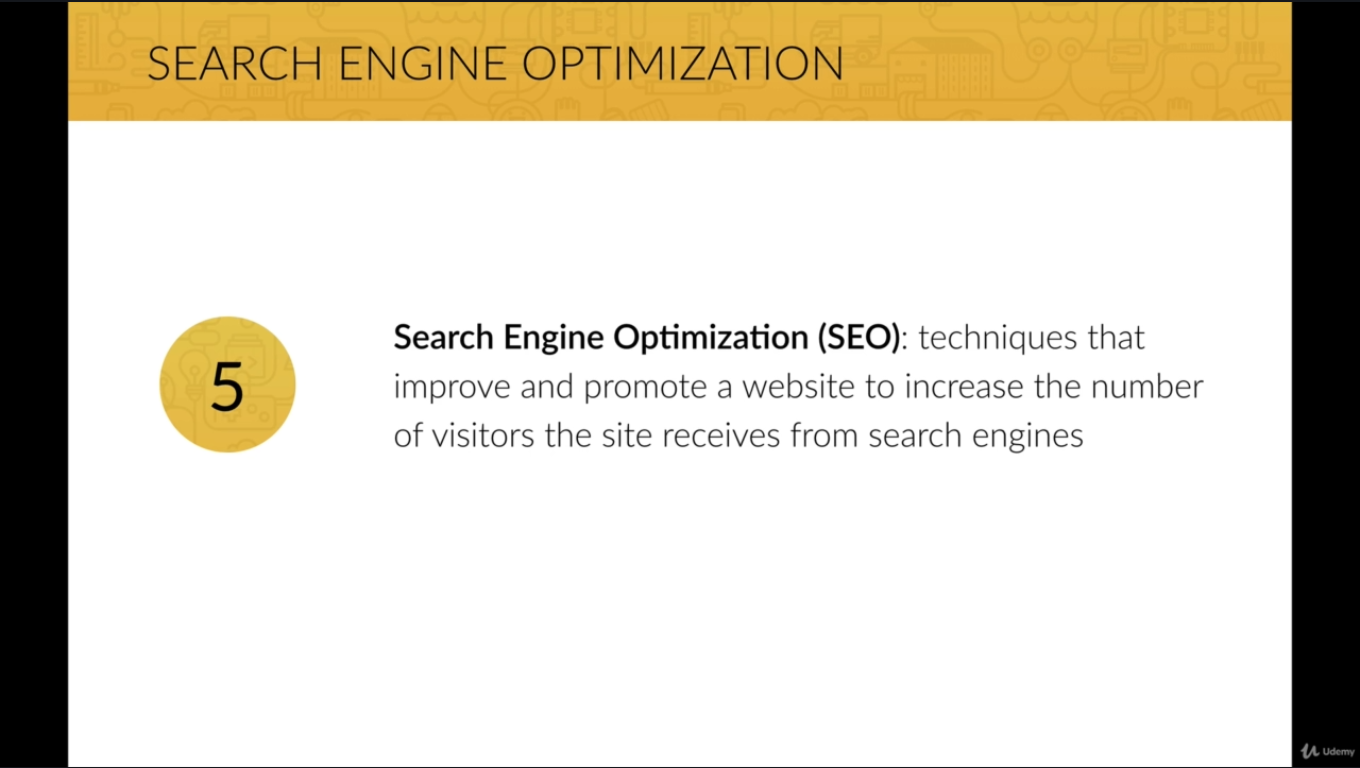 SEARCH ENGINE OPTIMIZATION
5
Search Engine Optimization (SEO): techniques that
improve and promote a website to increase the number
of visitors the site receives from search engines
Udemy